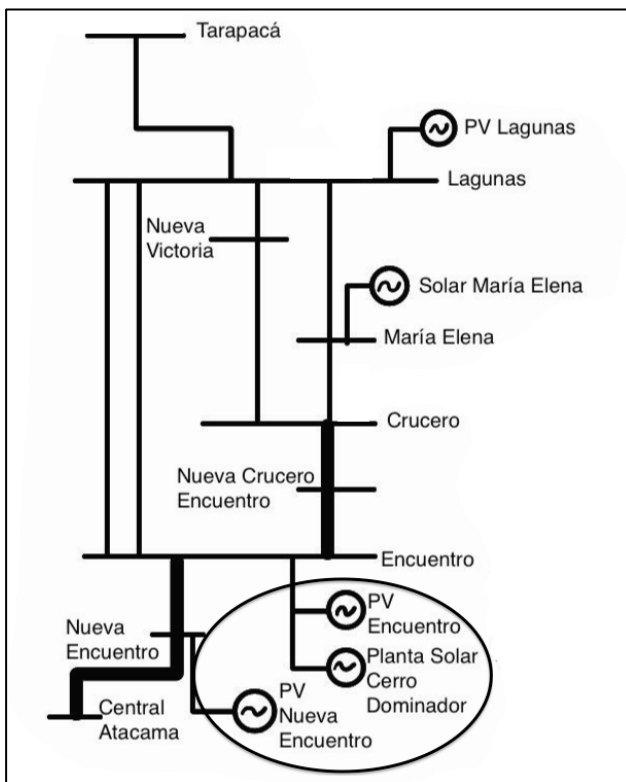 Tarapacá
PV Lagunas
Lagunas
Nueva
Victoria
Solar María Elena
María Elena
Crucero
Nueva Crucero
Encuentro
Encuentro
PV
Encuentro
Nueva
Encuentro
Planta Solar
Cerro
Dominador
PV
Nueva
Encuentro
Central
Atacama